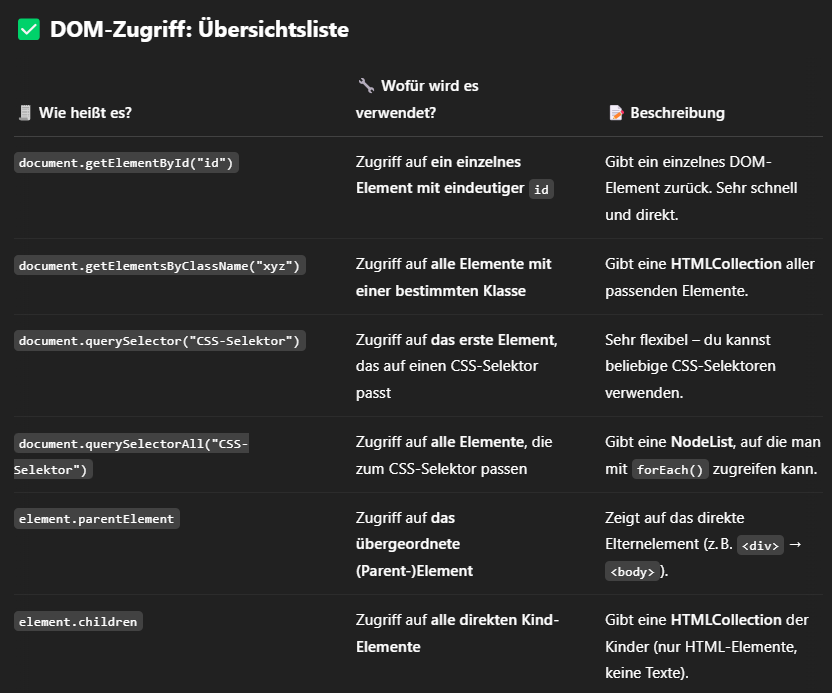 ✅ DOM-Zugriff: Übersichtsliste
🧾 Wie heißt es?
🔧 Wofür wird es
verwendet?
📝 Beschreibung
document.getElementById("id")
Zugriff auf ein einzelnes
Element mit eindeutiger id
Gibt ein einzelnes DOM-
Element zurück. Sehr schnell
und direkt.
document.getElementsByClassName("xyz")
Zugriff auf alle Elemente mit
einer bestimmten Klasse
Gibt eine HTMLCollection aller
passenden Elemente.
document.querySelector("CSS-Selektor")
Zugriff auf das erste Element,
das auf einen CSS-Selektor
passt
Sehr flexibel – du kannst
beliebige CSS-Selektoren
verwenden.
document.querySelectorAll("CSS-
Selektor")
Zugriff auf alle Elemente, die
zum CSS-Selektor passen
Gibt eine NodeList, auf die man
mit forEach() zugreifen kann.
element.parentElement
Zugriff auf das
übergeordnete
(Parent-)Element
Zeigt auf das direkte
Elternelement (z. B. <div> →
<body>).
element.children
Zugriff auf alle direkten Kind-
Elemente
Gibt eine HTMLCollection der
Kinder (nur HTML-Elemente,
keine Texte).